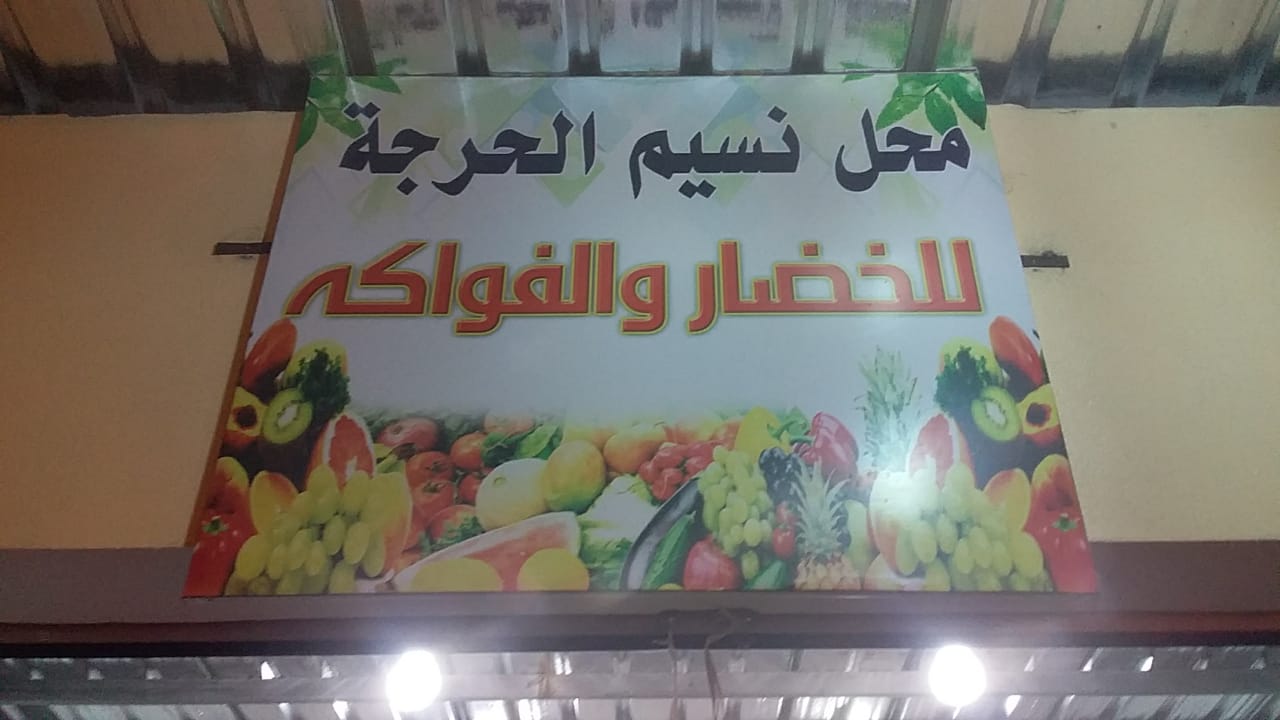 محل نسيم الحرجة
للخضار والفواكه